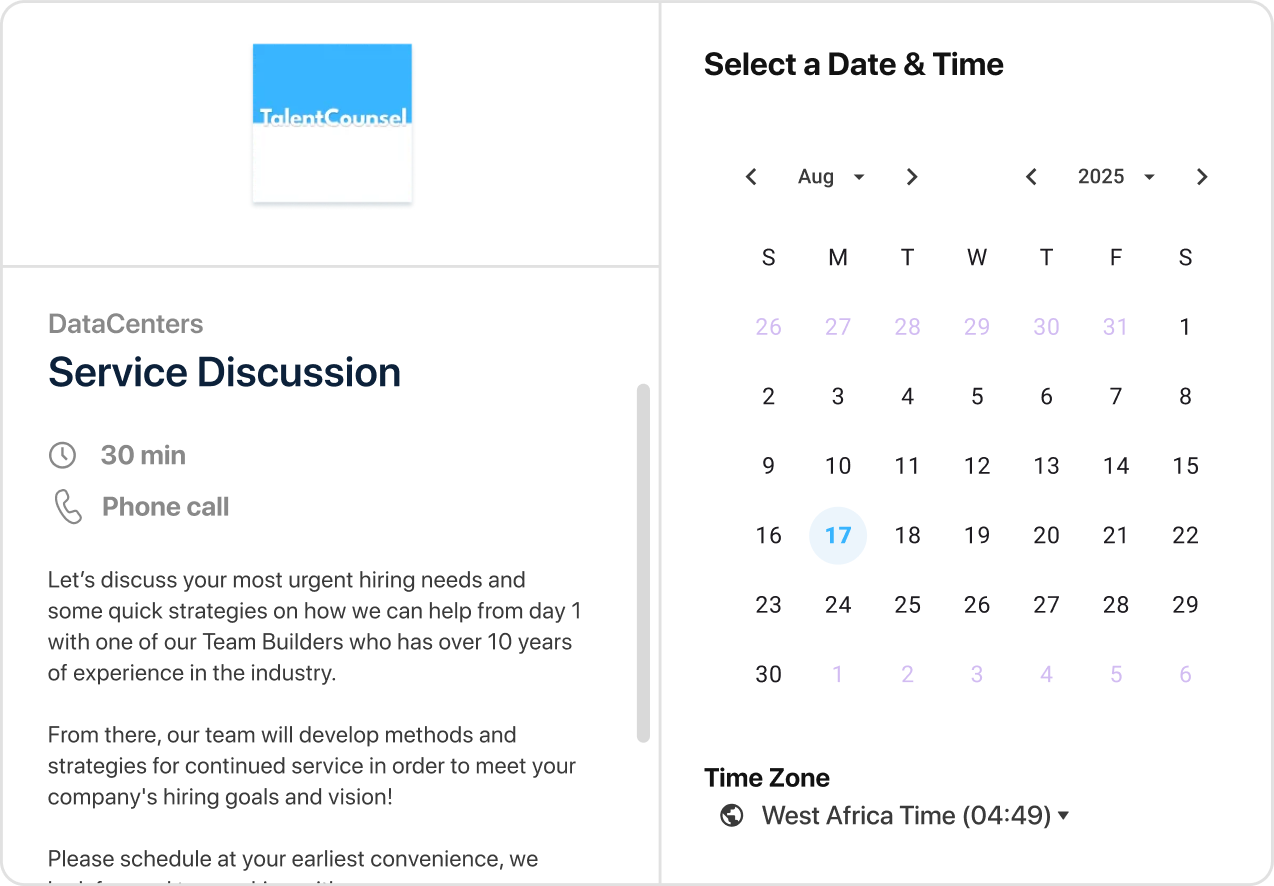 TalentCounsel
DataCenters
Service Discussion
30 min
Phone call
Let’s discuss your most urgent hiring needs and
some quick strategies on how we can help from day 1
with one of our Team Builders who has over 10 years
of experience in the industry.
From there, our team will develop methods and
strategies for continued service in order to meet your
company's hiring goals and vision!
Please schedule at your earliest convenience, we
Select a Date & Time
Aug 2025
S M T W T F S
26 27 28 29 30 31 1
2 3 4 5 6 7 8
9 10 11 12 13 14 15
16 17 18 19 20 21 22
23 24 25 26 27 28 29
30 1 2 3 4 5 6
Time Zone
West Africa Time (04:49)